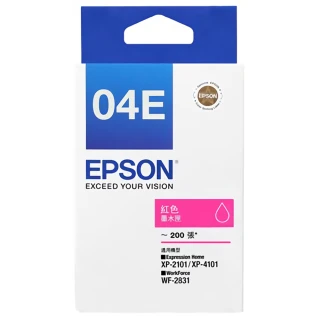 04E
EPSON
EPSON
EXCEED YOUR VISION
紅色
墨水匣
～ 200 張*
適用機型
■Expression Home
XP-2101/XP-4101
■WorkForce
WF-2831